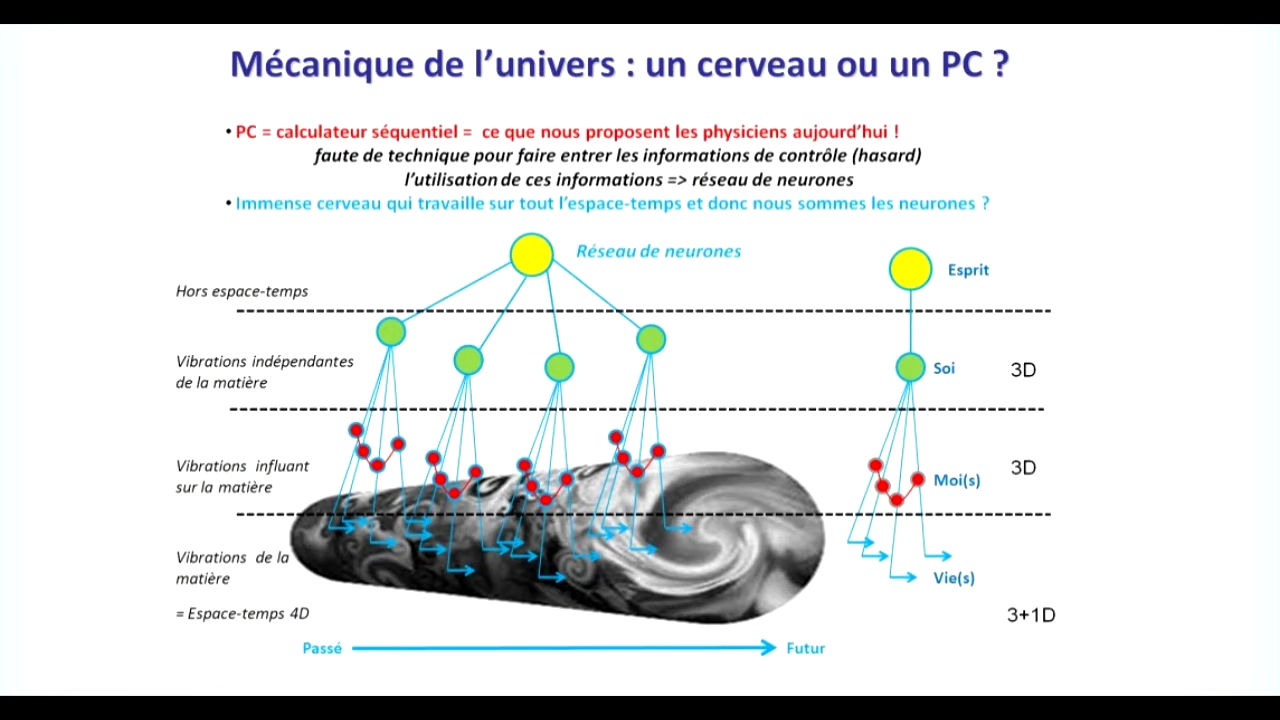 Mécanique de l'univers : un cerveau ou un PC ?
• PC = calculateur séquentiel = ce que nous proposent les physiciens aujourd'hui !
faute de technique pour faire entrer les informations de contrôle (hasard)
l'utilisation de ces informations => réseau de neurones
• Immense cerveau qui travaille sur tout l'espace-temps et donc nous sommes les neurones ?
Réseau de neurones
Esprit
Hors espace-temps
Vibrations indépendantes
de la matière
Soi
3D
Vibrations influant
sur la matière
Moi(s)
3D
Vibrations de la
matière
Vie(s)
= Espace-temps 4D
3+1D
Passé
Futur